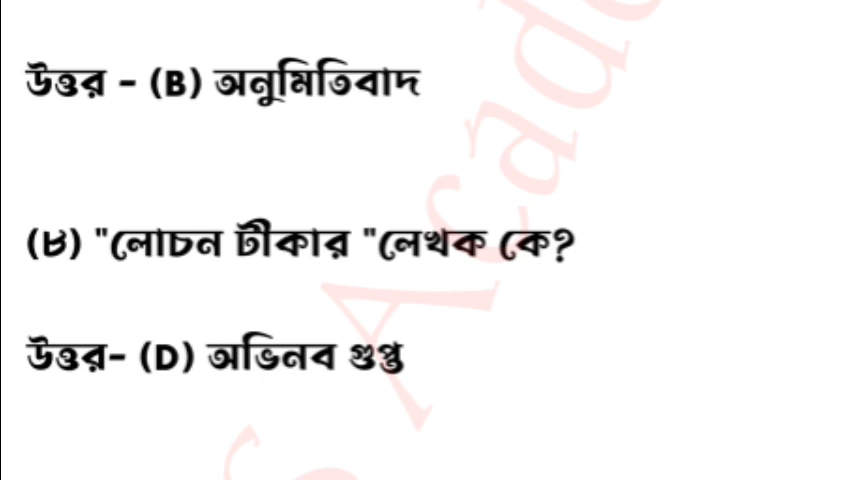 উত্তর - (B) অনুমিতিবাদ
(৮) "লোচন টীকার "লেখক কে?
উত্তর- (D) অভিনব গুপ্ত